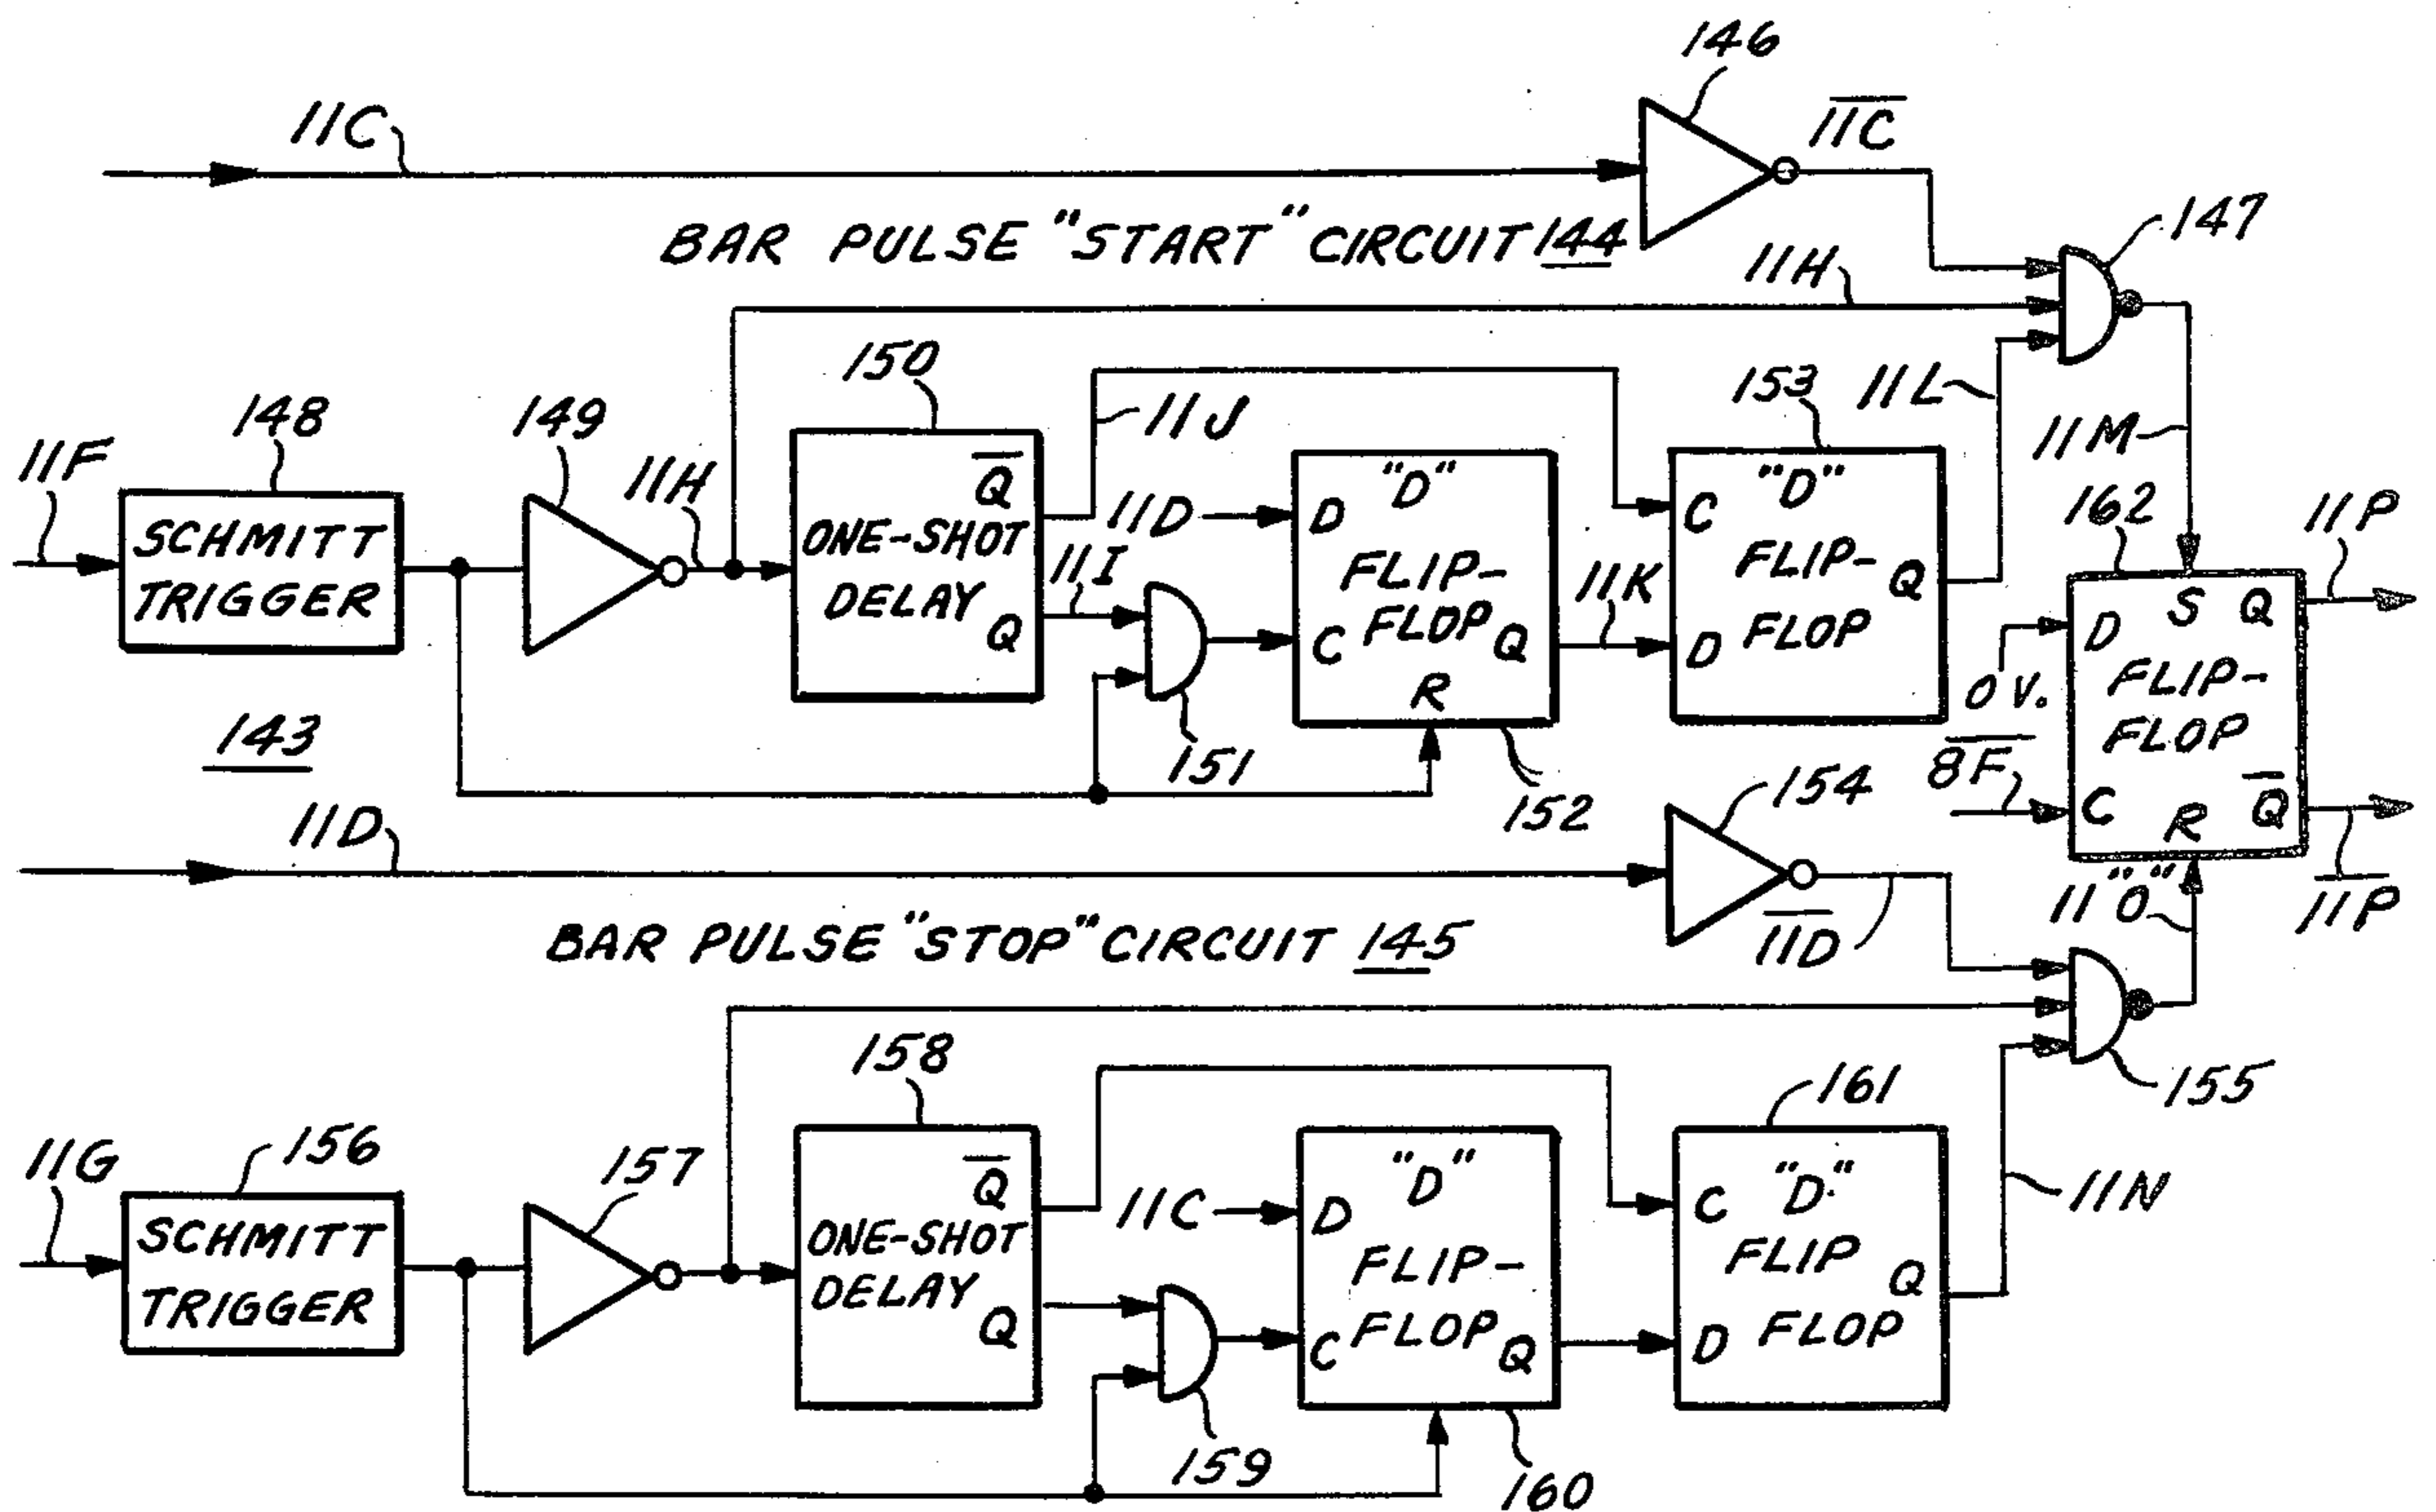 146
11C
11C
147
BAR PULSE "START" CIRCUIT 144
11H
150
153
11L
148
149
11J
11M
11F
11H
162
11P
SCHMITT
TRIGGER
Q
ONE-SHOT
DELAY
Q
11D
11I
D
"D"
FLIP-
FLOP
C
Q
R
11K
C
"D"
FLIP-
FLOP
Q
D
S
Q
D
FLIP-
FLOP
0 V.
8F
C
R
Q
143
151
152
154
11D
11"O"
11P
BAR PULSE "STOP" CIRCUIT 145
11D
158
161
155
11G
156
157
SCHMITT
TRIGGER
Q
ONE-SHOT
DELAY
Q
11C
D
"D"
FLIP-
FLOP
C
Q
C
"D"
FLIP
FLOP
Q
D
11N
159
160